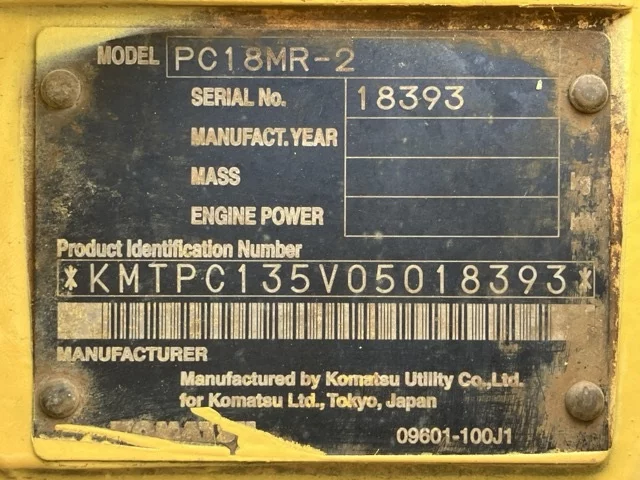 MODEL PC18MR-2
SERIAL No. 18393
MANUFACT. YEAR
MASS
ENGINE POWER
Product Identification Number
*KMTPC135V05018393*
MANUFACTURER
Manufactured by Komatsu Utility Co.,Ltd.
for Komatsu Ltd.,Tokyo, Japan
09601-100J1